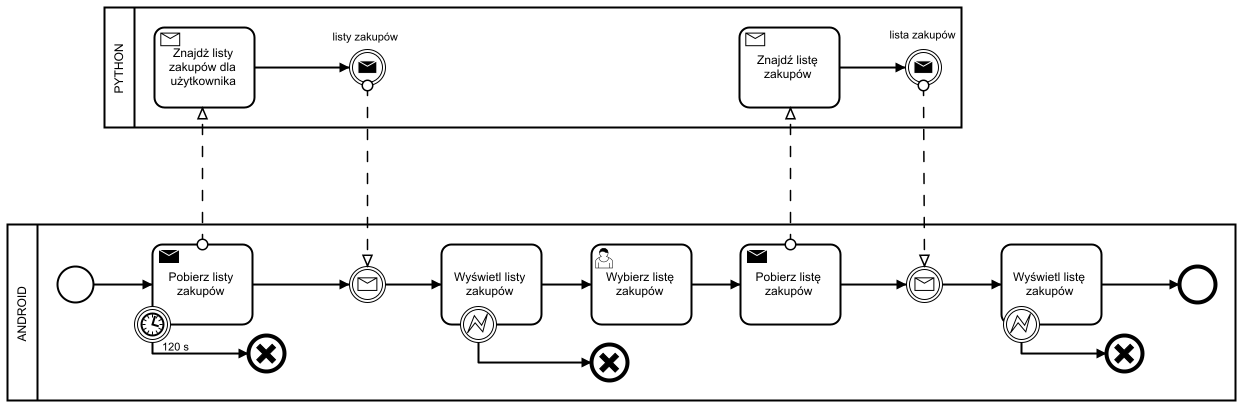 PYTHON
Znajdż listy
zakupów dla
użytkownika
listy zakupów
Znajdź listę
zakupów
lista zakupów
ANDROID
Pobierz listy
zakupów
120 s
Wyświetl listy
zakupów
Wybierz listę
zakupów
Pobierz listę
zakupów
Wyświetl listę
zakupów